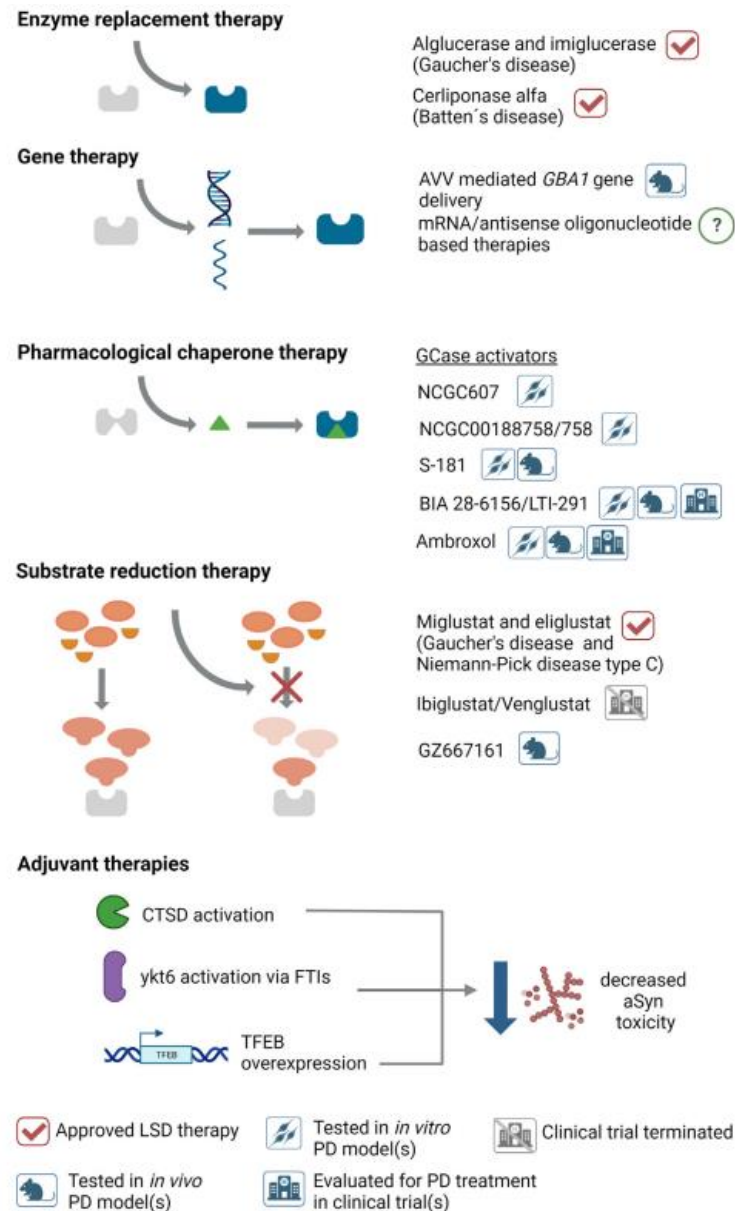 Enzyme replacement therapy
Alglucerase and imiglucerase
(Gaucher's disease)
Cerliponase alfa
(Batten´s disease)
Gene therapy
AVV mediated GBA1 gene
delivery
mRNA/antisense oligonucleotide
based therapies
?
Pharmacological chaperone therapy
GCase activators
NCGC607
NCGC00188758/758
S-181
BIA 28-6156/LTI-291
Ambroxol
Substrate reduction therapy
Miglustat and eliglustat
(Gaucher's disease and
Niemann-Pick disease type C)
Ibiglustat/Venglustat
GZ667161
Adjuvant therapies
CTSD activation
ykt6 activation via FTIs
TFEB
TFEB
overexpression
decreased
aSyn
toxicity
Approved LSD therapy
Tested in in vitro
PD model(s)
Clinical trial terminated
Tested in in vivo
PD model(s)
Evaluated for PD treatment
in clinical trial(s)